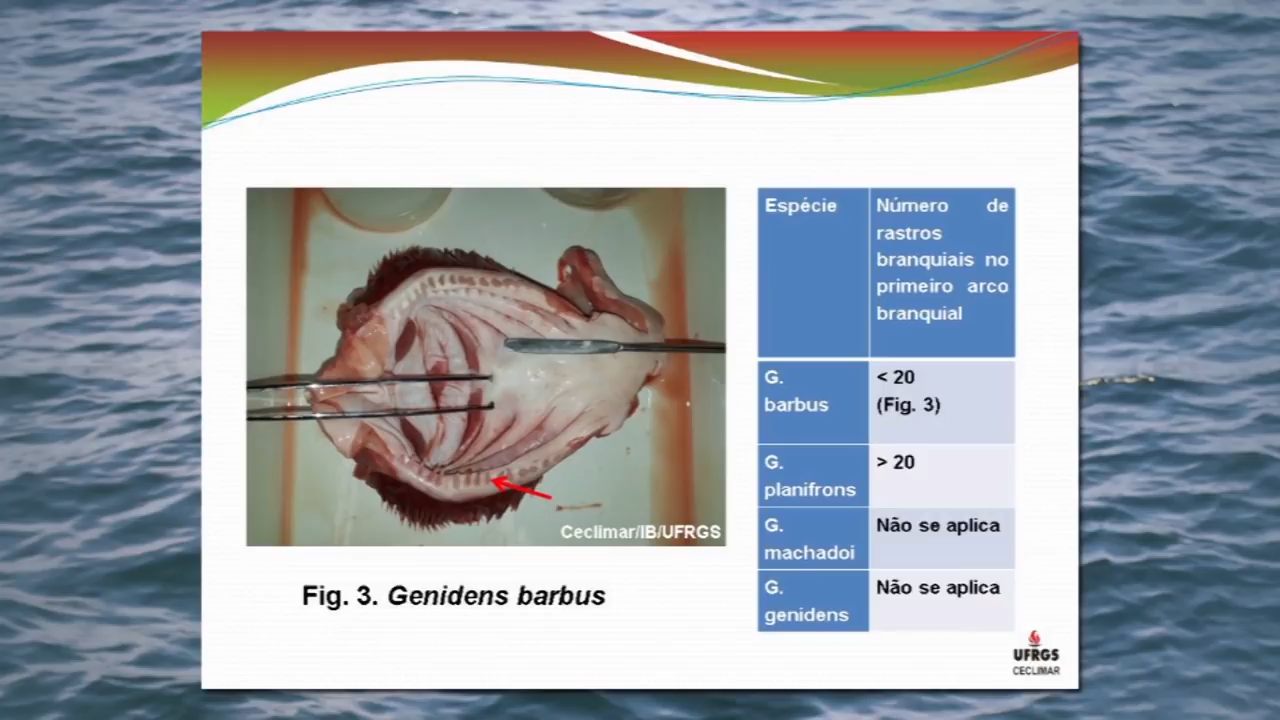 Espécie
Número de
rastros
branquiais no
primeiro arco
branquial
G.
barbus
< 20
(Fig. 3)
G.
planifrons
> 20
G.
machadoi
Não se aplica
G.
genidens
Não se aplica
Ceclimar/IB/UFRGS
Fig. 3. Genidens barbus
UFRGS
CECLIMAR